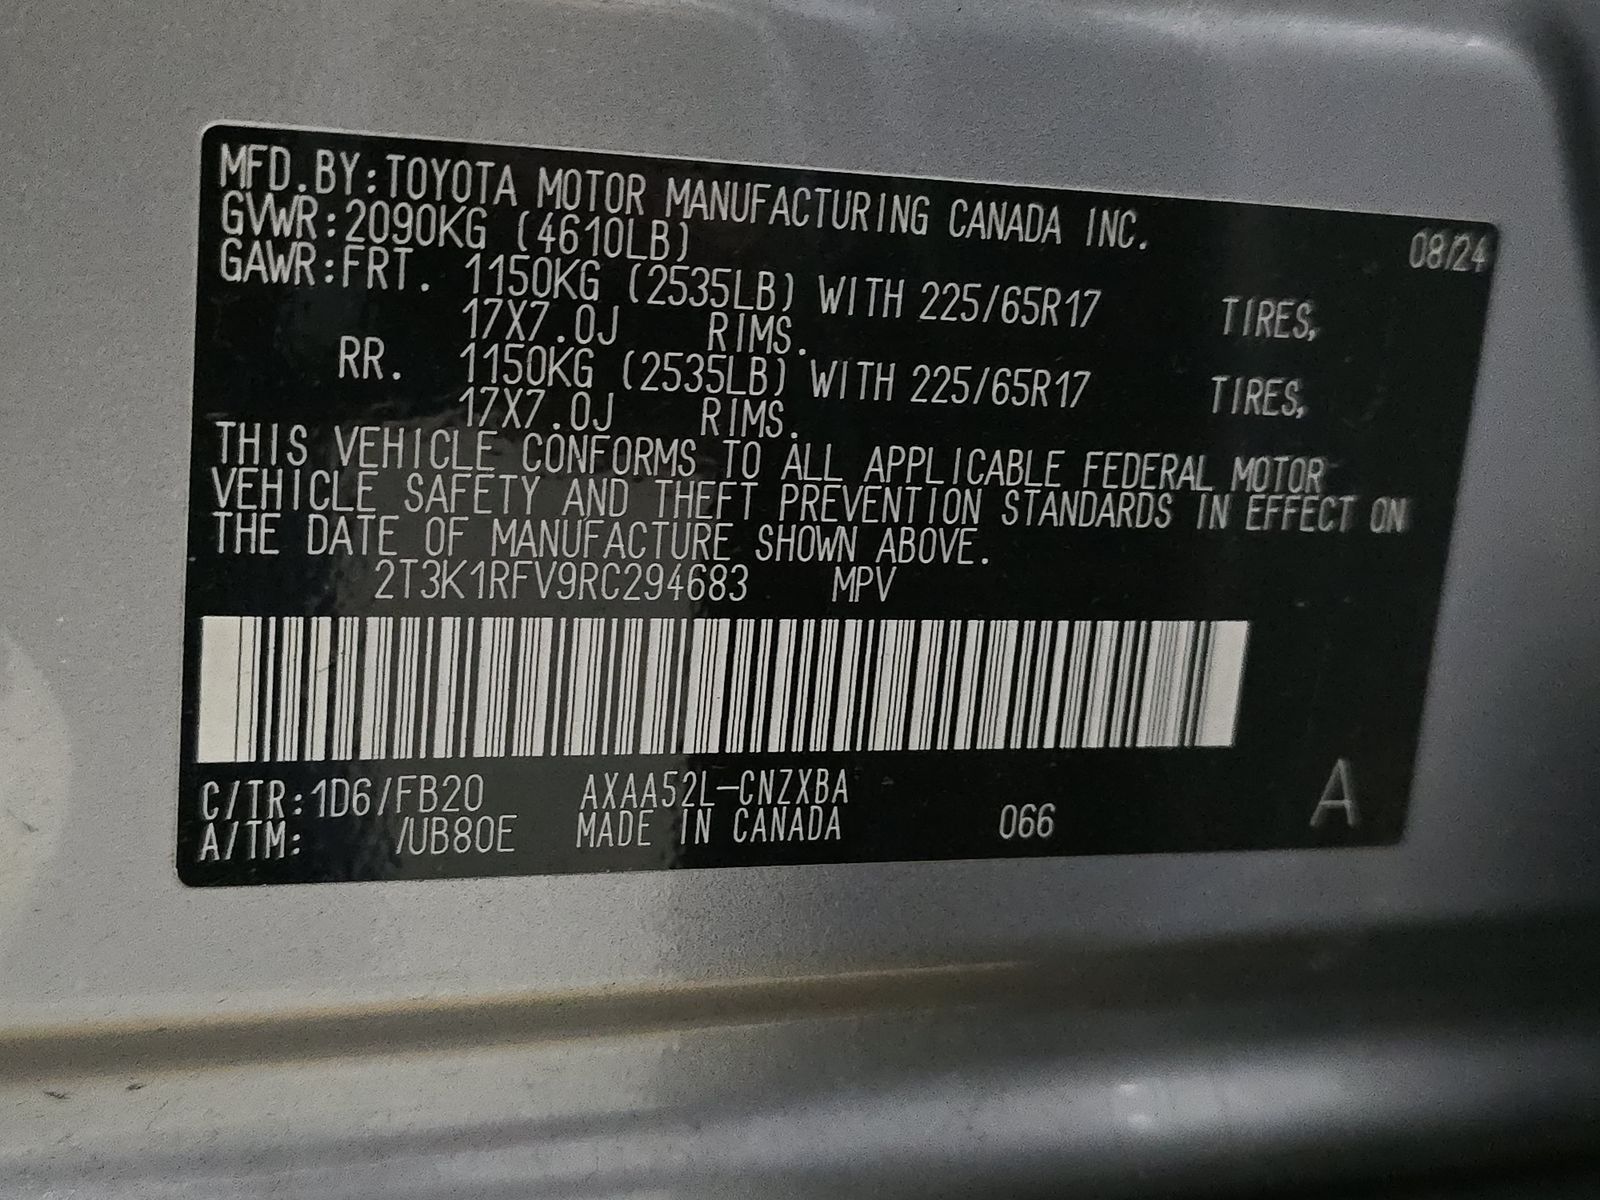 MFD.BY:TOYOTA MOTOR MANUFACTURING CANADA INC. 08/24
GVWR:2090KG (4610LB)
GAWR:FRT. 1150KG (2535LB) WITH 225/65R17 TIRES,
17X7.0J RIMS.
RR. 1150KG (2535LB) WITH 225/65R17 TIRES,
17X7.0J RIMS.
THIS VEHICLE CONFORMS TO ALL APPLICABLE FEDERAL MOTOR
VEHICLE SAFETY AND THEFT PREVENTION STANDARDS IN EFFECT ON
THE DATE OF MANUFACTURE SHOWN ABOVE.
2T3K1RFV9RC294683 MPV
C/TR:1D6/FB20 AXAA52L-CNZXBA
A/TM: /UB80E MADE IN CANADA 066 A